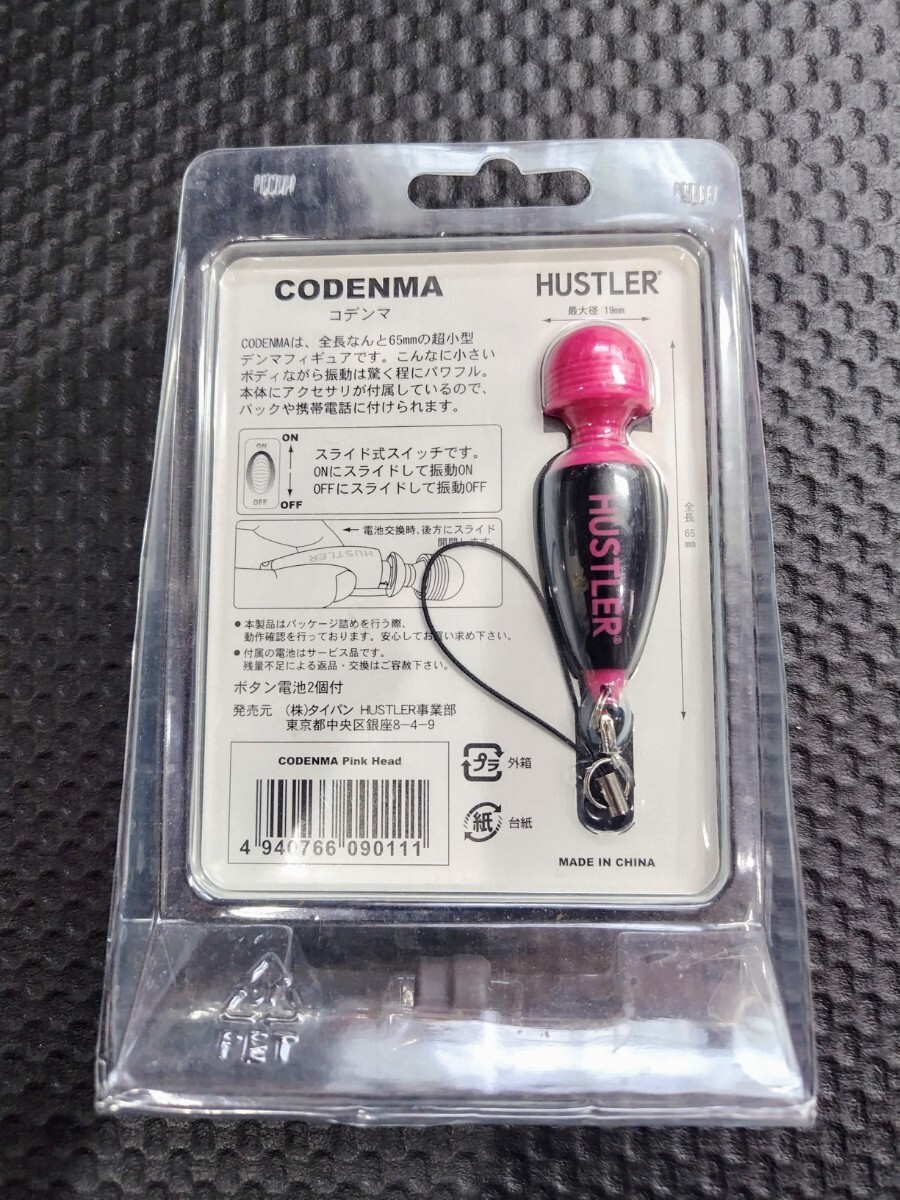 CODENMA
コデンマ
HUSTLER®
最大径 19mm
CODENMAは、全長なんと65mmの超小型
デンマフィギュアです。こんなに小さい
ボディながら振動は驚く程にパワフル。
本体にアクセサリが付属しているので、
バックや携帯電話に付けられます。
ON
ON
OFF
OFF
スライド式スイッチです。
ONにスライドして振動ON
OFFにスライドして振動OFF
電池交換時、後方にスライド
開閉します
HUSTLER
HUSTLER®
全長 65mm
● 本製品はパッケージ詰めを行う際、
動作確認を行っております。安心してお買い求め下さい。
● 付属の電池はサービス品です。
残量不足による返品・交換はご容赦下さい。
ボタン電池2個付
発売元 (株)タイバン HUSTLER事業部
東京都中央区銀座8-4-9
CODENMA Pink Head
4 940766 090111
プラ 外箱
紙 台紙
MADE IN CHINA
PET